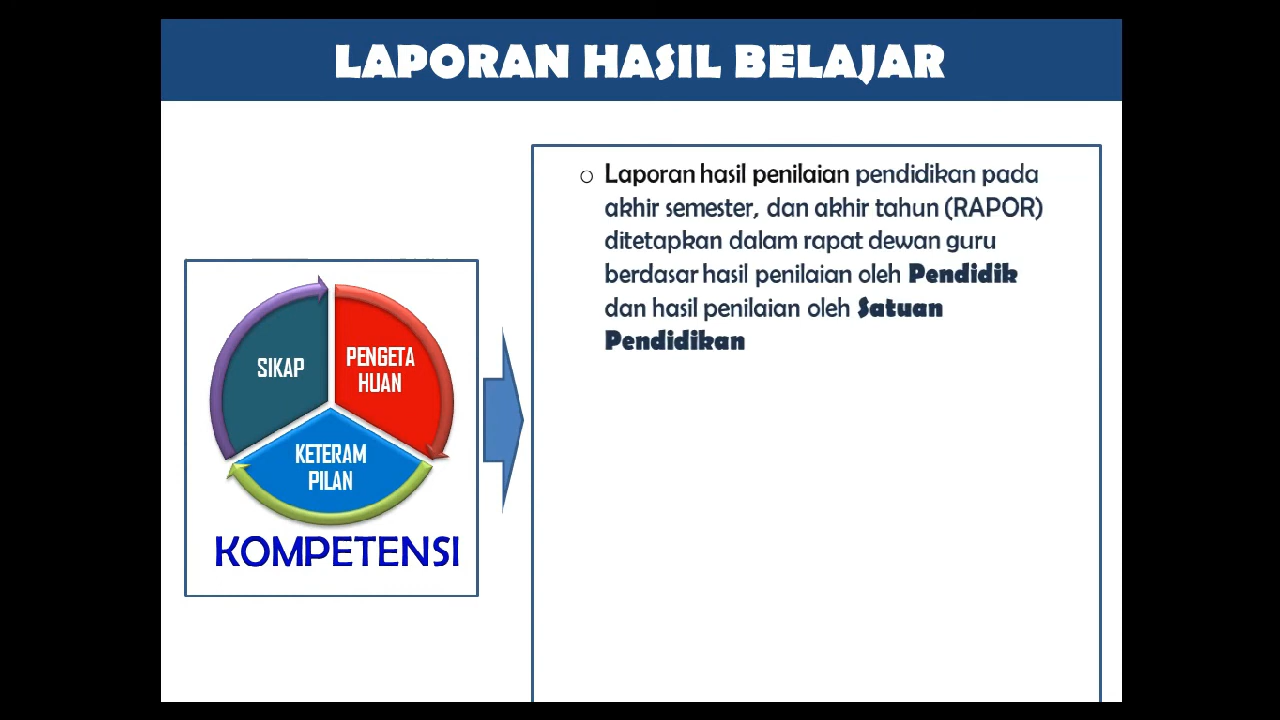 LAPORAN HASIL BELAJAR
Laporan hasil penilaian pendidikan pada
akhir semester, dan akhir tahun (RAPOR)
ditetapkan dalam rapat dewan guru
berdasar hasil penilaian oleh Pendidik
dan hasil penilaian oleh Satuan
Pendidikan
SIKAP
PENGETA
HUAN
KETERAM
PILAN
KOMPETENSI